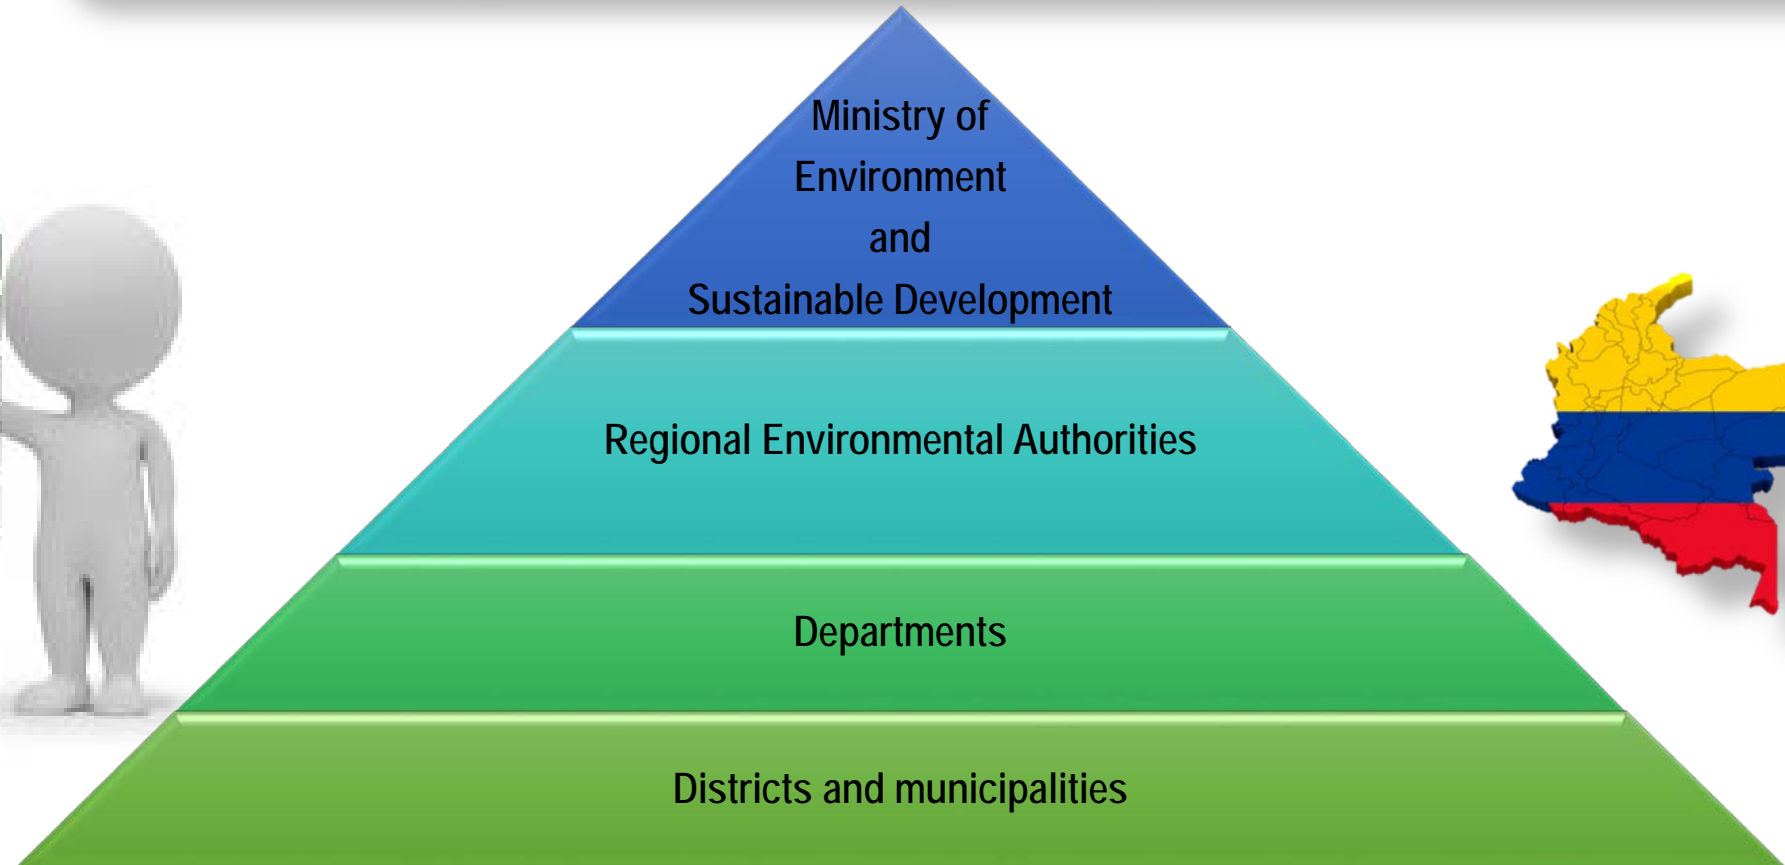 Ministry of
Environment
and
Sustainable Development
Regional Environmental Authorities
Departments
Districts and municipalities